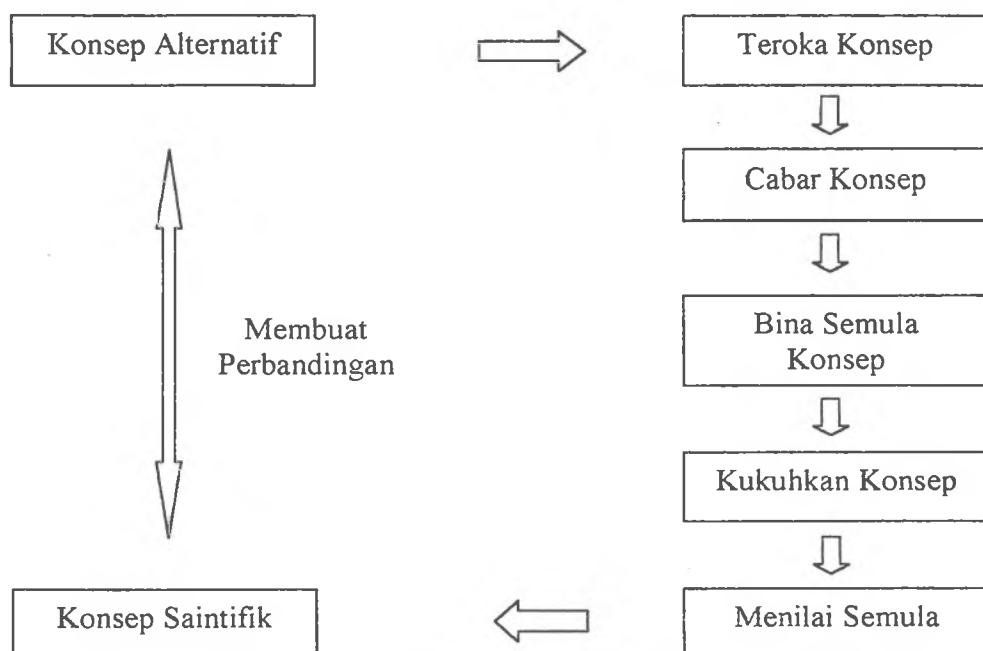 Konsep Alternatif
Teroka Konsep
Cabar Konsep
Bina Semula
Konsep
Membuat
Perbandingan
Kukuhkan Konsep
Konsep Saintifik
Menilai Semula